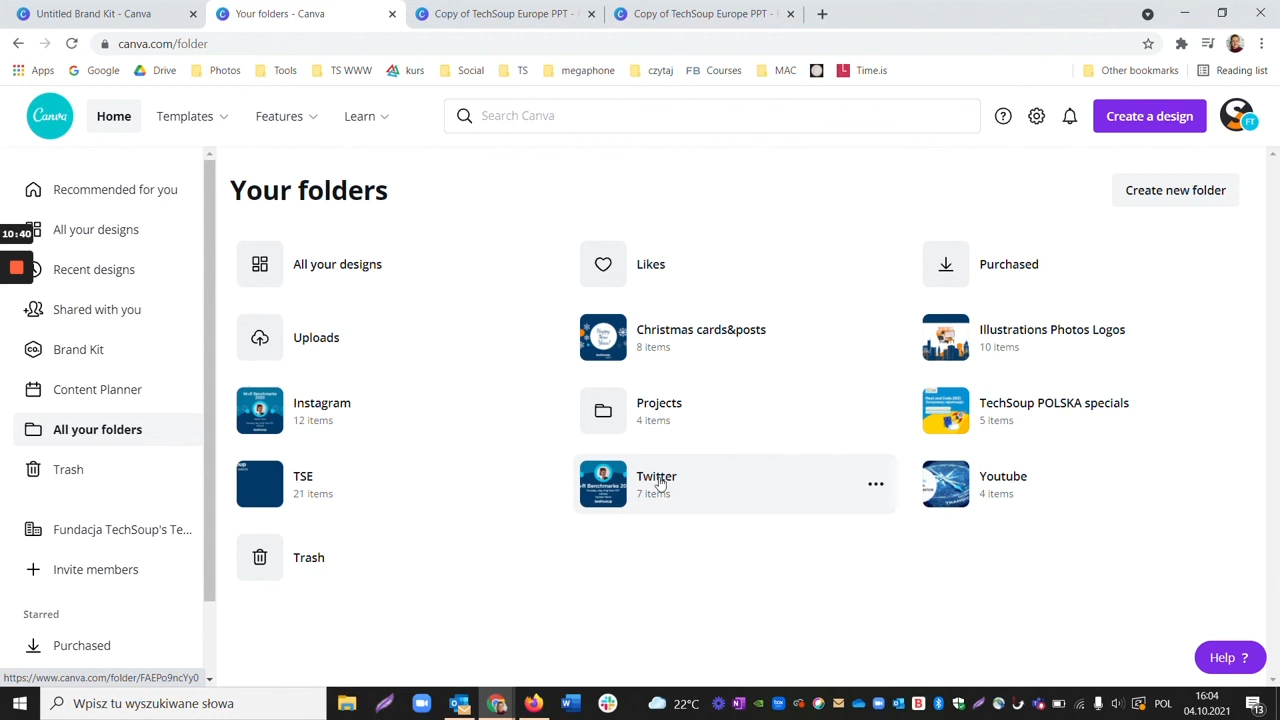 Untitled Brand Kit - Canva
Your folders - Canva
Copy of TechSoup Europe PPT -
Copy of TechSoup Europe PPT -
canva.com/folder
Apps Google Drive Photos Tools TS WWW kurs Social TS megaphone czytaj FB Courses MAC Time.is Other bookmarks Reading list
Canva Home Templates Features Learn Search Canva Create a design FT
Your folders
Create new folder
Recommended for you
10:40
All your designs
Recent designs
Shared with you
Brand Kit
Content Planner
All your folders
Trash
Fundacja TechSoup's Te...
Invite members
Starred
Purchased
All your designs
Likes
Purchased
Uploads
Christmas cards&posts
8 items
Illustrations Photos Logos
10 items
Instagram
12 items
Projects
4 items
TechSoup POLSKA specials
5 items
TSE
21 items
Twitter
7 items
Youtube
4 items
Trash
Help ?
https://www.canva.com/folder/FAEPo9ncYy0
Wpisz tu wyszukiwane słowa
22°C
POL
16:04
04.10.2021
13